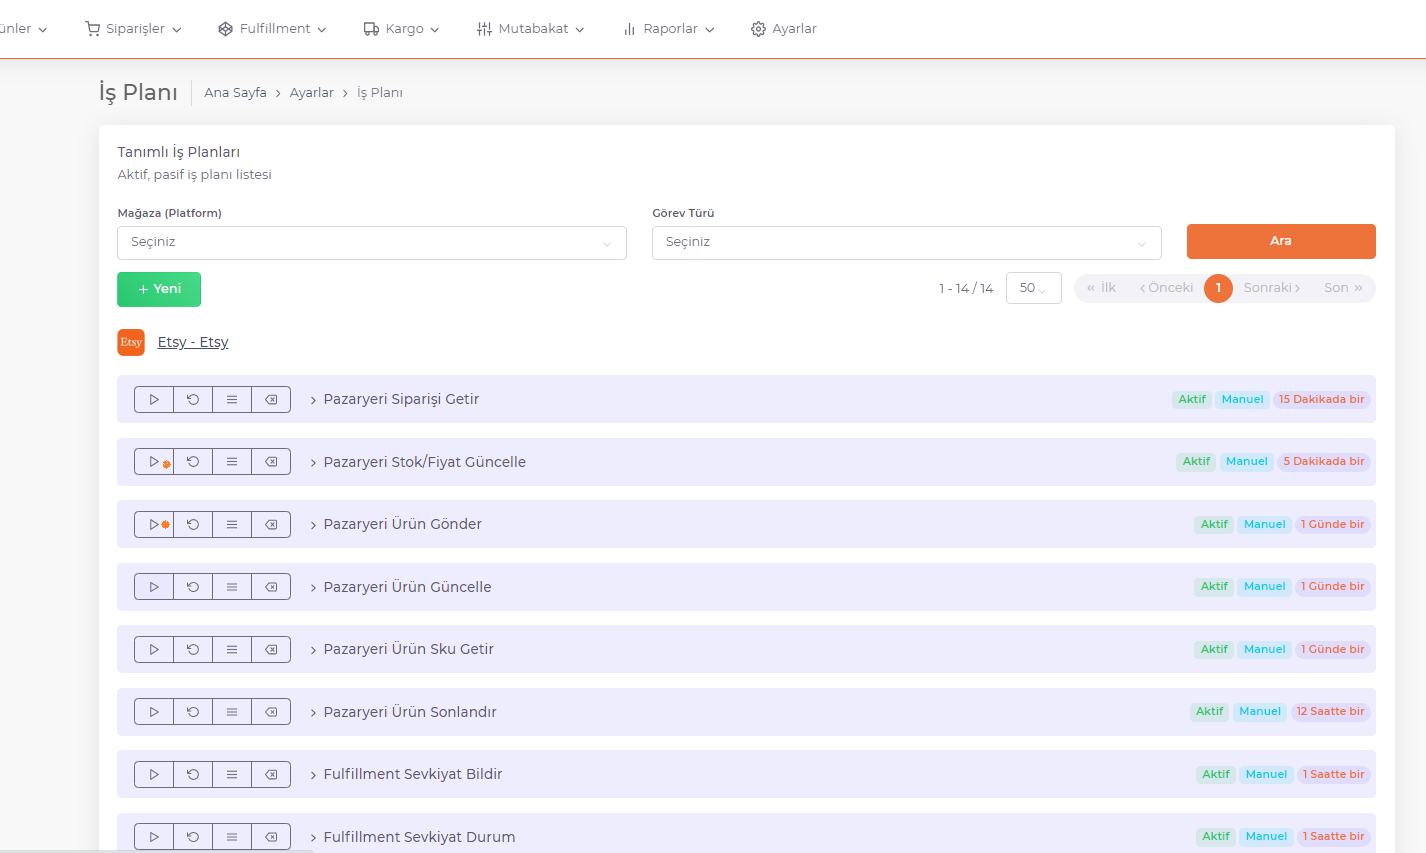 Siparişler
Fulfillment
Kargo
Mutabakat
Raporlar
Ayarlar
İş Planı
Ana Sayfa > Ayarlar > İş Planı
Tanımlı İş Planları
Aktif, pasif iş planı listesi
Mağaza (Platform)
Görev Türü
Seçiniz
Seçiniz
Ara
+ Yeni
1 - 14 / 14
50
« İlk
‹ Önceki
1
Sonraki ›
Son »
Etsy
Etsy - Etsy
Pazaryeri Siparişi Getir
Aktif Manuel 15 Dakikada bir
Pazaryeri Stok/Fiyat Güncelle
Aktif Manuel 5 Dakikada bir
Pazaryeri Ürün Gönder
Aktif Manuel 1 Günde bir
Pazaryeri Ürün Güncelle
Aktif Manuel 1 Günde bir
Pazaryeri Ürün Sku Getir
Aktif Manuel 1 Günde bir
Pazaryeri Ürün Sonlandır
Aktif Manuel 12 Saatte bir
Fulfillment Sevkiyat Bildir
Aktif Manuel 1 Saatte bir
Fulfillment Sevkiyat Durum
Aktif Manuel 1 Saatte bir